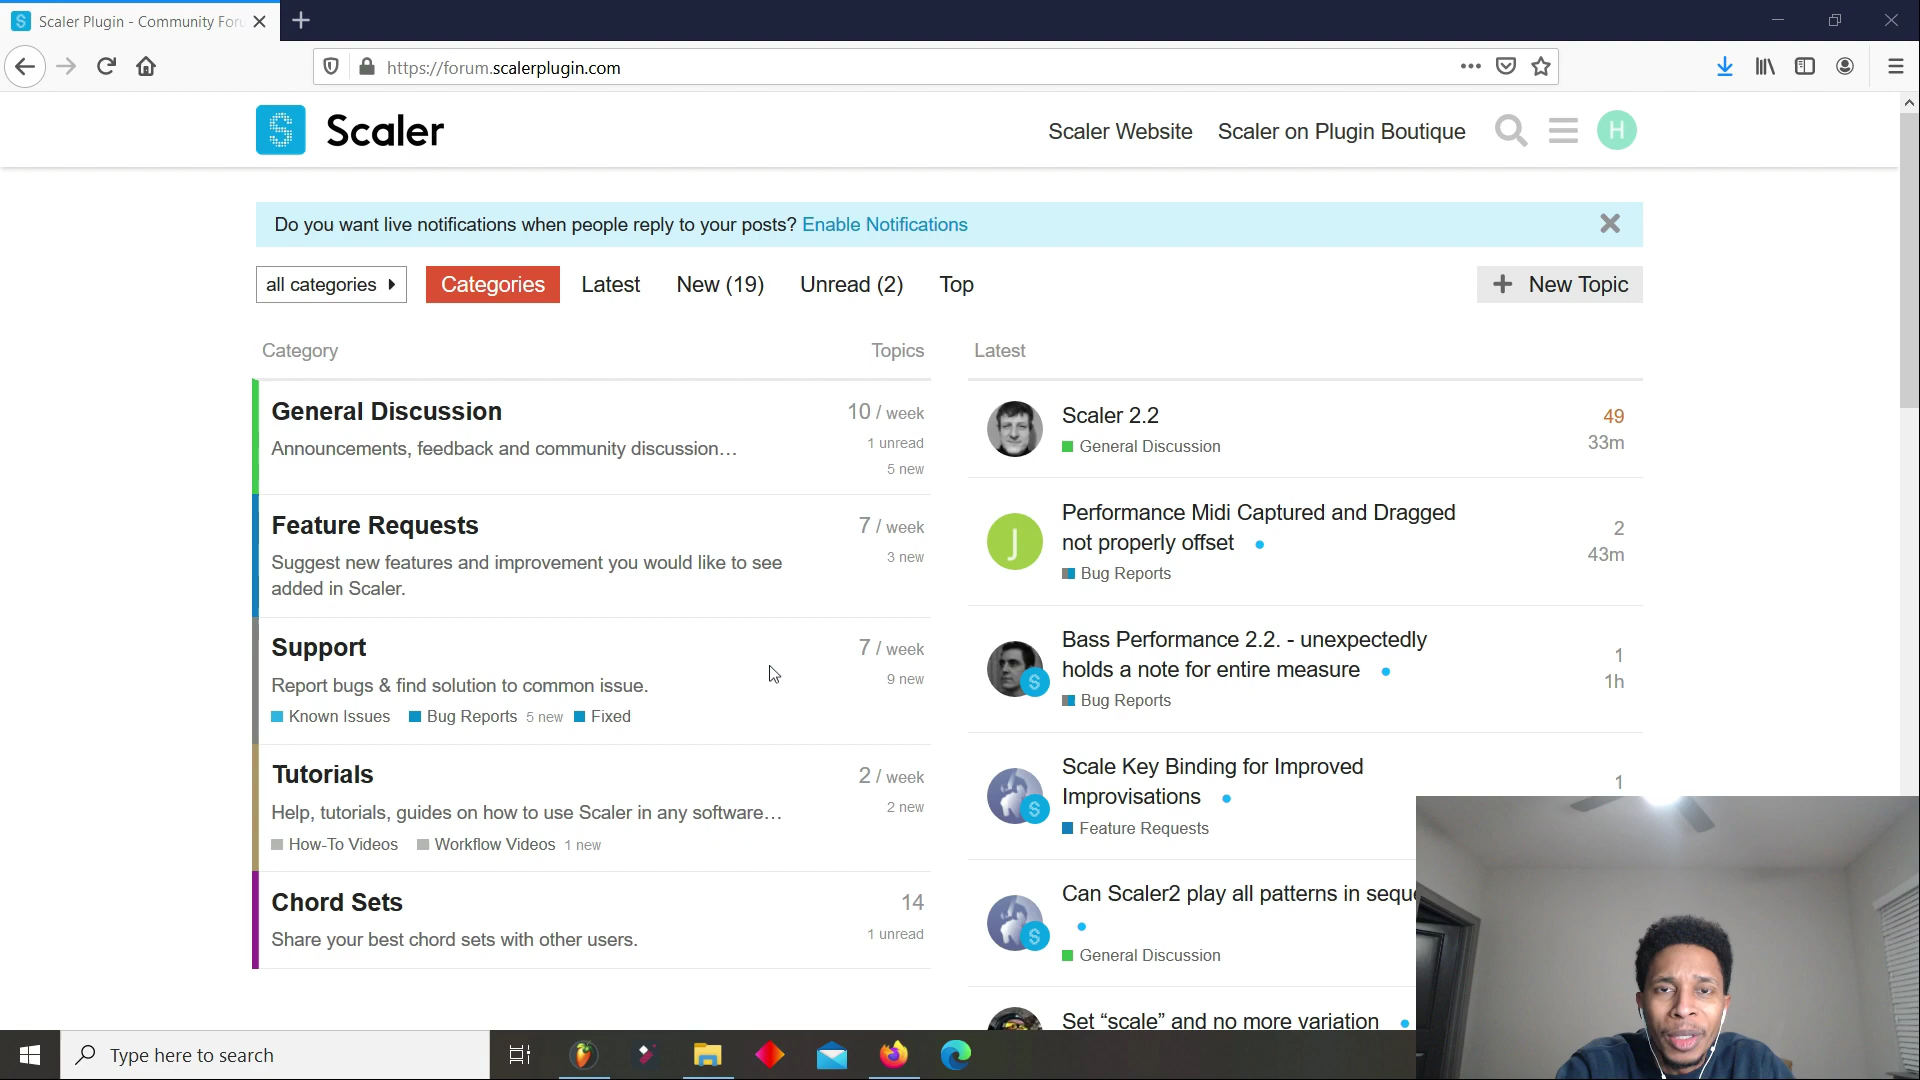 Scaler Plugin - Community Foru
https://forum.scalerplugin.com
Scaler
Scaler Website
Scaler on Plugin Boutique
H
Do you want live notifications when people reply to your posts? Enable Notifications
all categories
Categories
Latest
New (19)
Unread (2)
Top
New Topic
Category
Topics
General Discussion
10 / week
Announcements, feedback and community discussion…
1 unread
5 new
Feature Requests
7 / week
Suggest new features and improvement you would like to see
added in Scaler.
3 new
Support
7 / week
Report bugs & find solution to common issue.
9 new
Known Issues
Bug Reports 5 new
Fixed
Tutorials
2 / week
Help, tutorials, guides on how to use Scaler in any software…
2 new
How-To Videos
Workflow Videos 1 new
Chord Sets
14
Share your best chord sets with other users.
1 unread
Latest
Scaler 2.2
49
General Discussion
33m
J
Performance Midi Captured and Dragged
not properly offset
2
43m
Bug Reports
Bass Performance 2.2. - unexpectedly
holds a note for entire measure
1
1h
Bug Reports
Scale Key Binding for Improved
Improvisations
1
Feature Requests
Can Scaler2 play all patterns in sequ
General Discussion
Set “scale” and no more variation
Type here to search